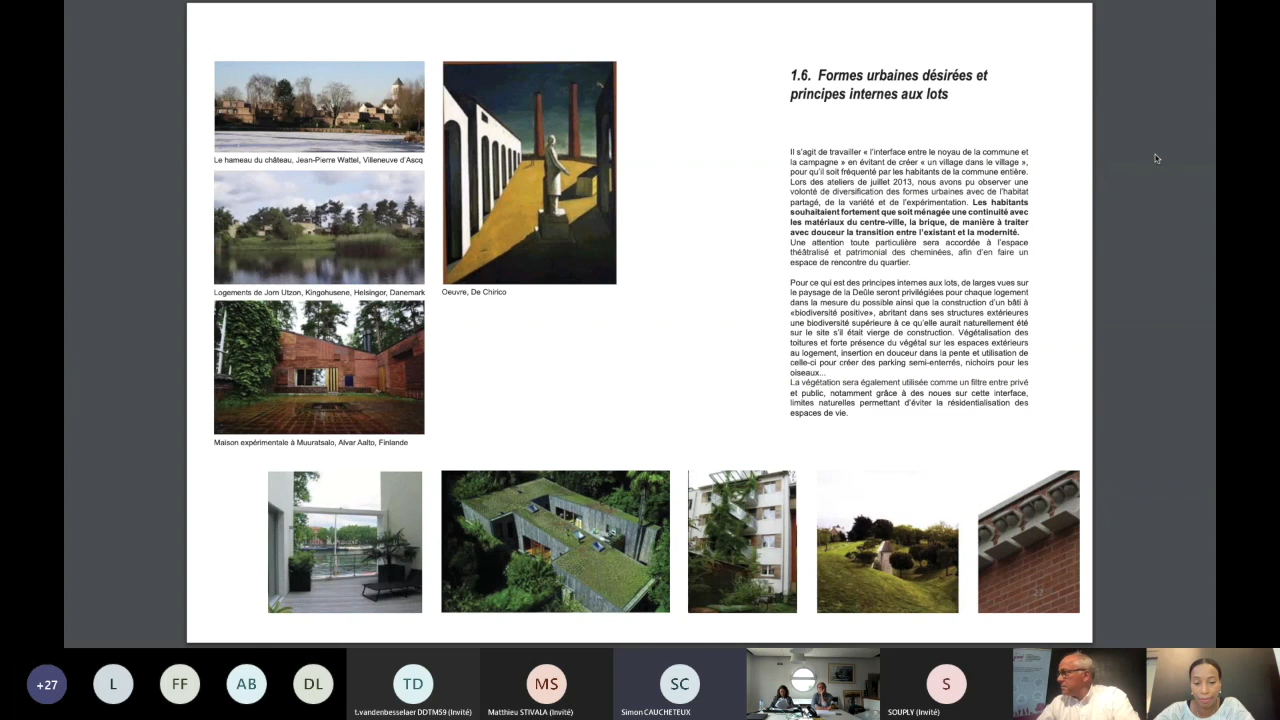 1.6. Formes urbaines désirées et
principes internes aux lots
Le hameau du château, Jean-Pierre Wattel, Villeneuve d'Ascq
Logements de Jorn Utzon, Kingohusene, Helsingor, Danemark
Oeuvre, De Chirico
Maison expérimentale à Muuratsalo, Alvar Aalto, Finlande
Il s'agit de travailler « l'interface entre le noyau de la commune et
la campagne » en évitant de créer « un village dans le village »,
pour qu'il soit fréquenté par les habitants de la commune entière.
Lors des ateliers de juillet 2013, nous avons pu observer une
volonté de diversification des formes urbaines avec de l'habitat
partagé, de la variété et de l'expérimentation. Les habitants
souhaitaient fortement que soit ménagée une continuité avec
les matériaux du centre-ville, la brique, de manière à traiter
avec douceur la transition entre l'existant et la modernité.
Une attention toute particulière sera accordée à l'espace
théâtralisé et patrimonial des cheminées, afin d'en faire un
espace de rencontre du quartier.
Pour ce qui est des principes internes aux lots, de larges vues sur
le paysage de la Deûle seront privilégiées pour chaque logement
dans la mesure du possible ainsi que la construction d'un bâti à
«biodiversité positive», abritant dans ses structures extérieures
une biodiversité supérieure à ce qu'elle aurait naturellement été
sur le site s'il était vierge de construction. Végétalisation des
toitures et forte présence du végétal sur les espaces extérieurs
au logement, insertion en douceur dans la pente et utilisation de
celle-ci pour créer des parking semi-enterrés, nichoirs pour les
oiseaux...
La végétation sera également utilisée comme un filtre entre privé
et public, notamment grâce à des noues sur cette interface,
limites naturelles permettant d'éviter la résidentialisation des
espaces de vie.
+27
L
FF
AB
DL
TD
t.vandenbesselaer DDTM59 (Invité)
MS
Matthieu STIVALA (Invité)
SC
Simon CAUCHETEUX
S
SOUPLY (Invité)